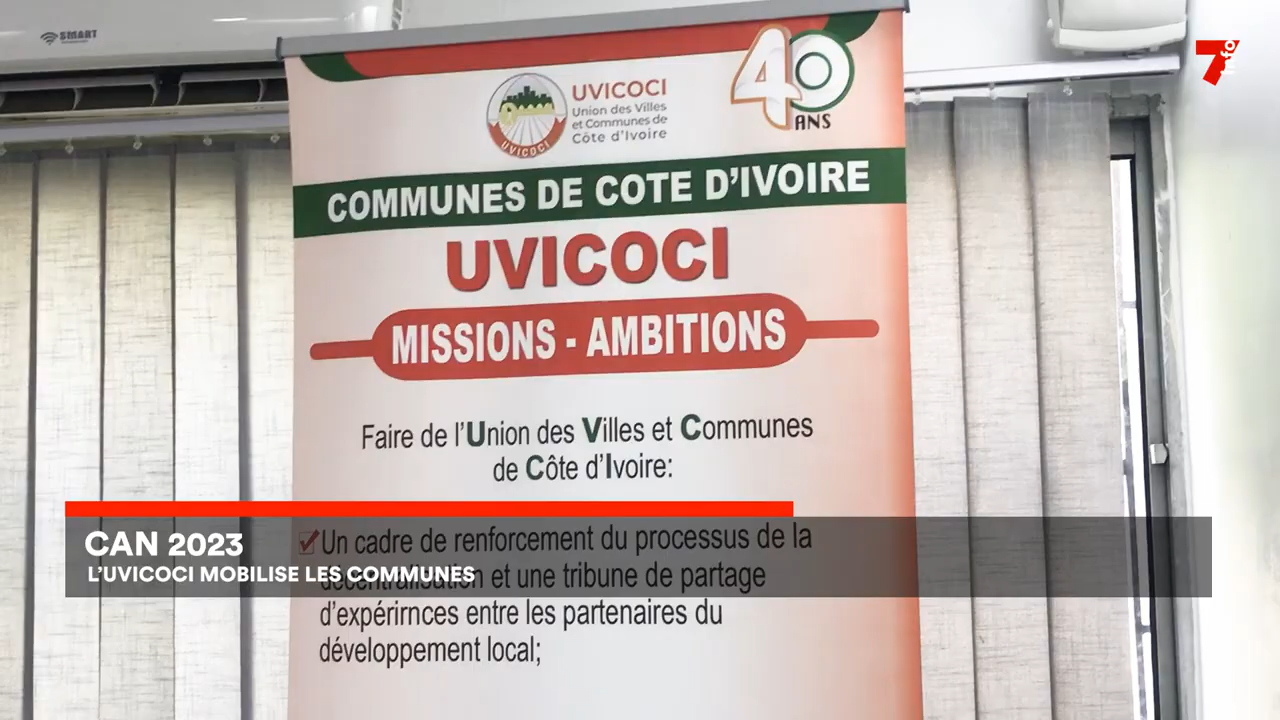 SMART
7 info
40 ANS
UVICOCI
Union des Villes
et Communes de
Côte d'Ivoire
UVICOCI
COMMUNES DE COTE D'IVOIRE
UVICOCI
MISSIONS - AMBITIONS
Faire de l'Union des Villes et Communes
de Côte d'Ivoire:
CAN 2023
L'UVICOCI MOBILISE LES COMMUNES
Un cadre de renforcement du processus de la
décentralisation et une tribune de partage
d'expérirnces entre les partenaires du
développement local;